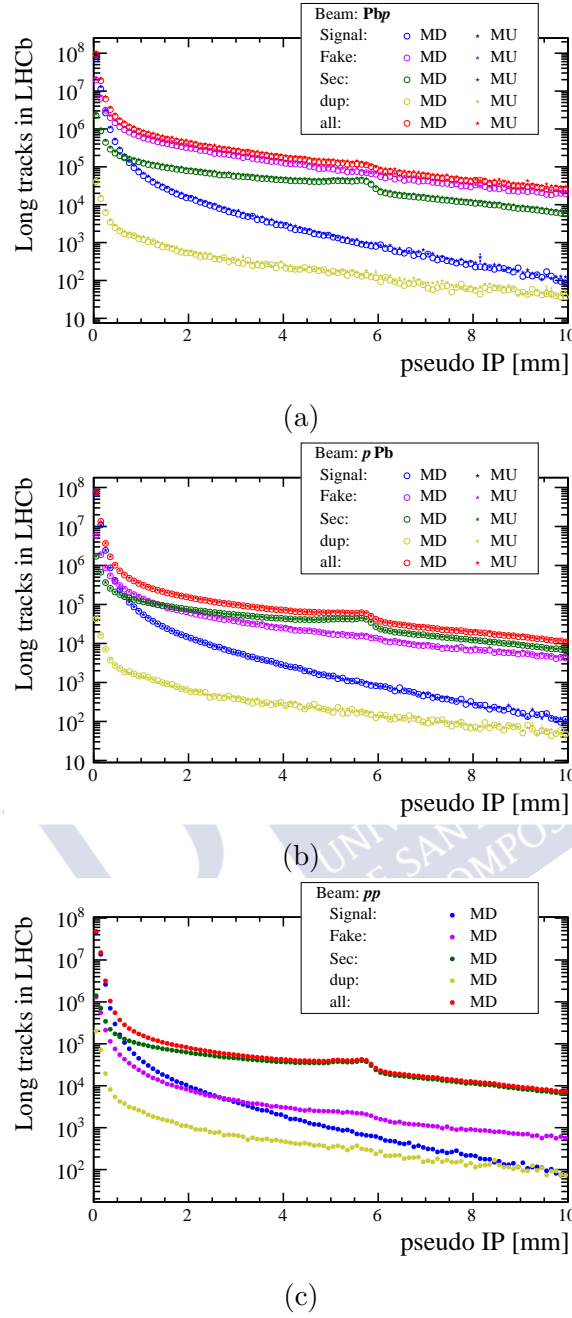 Beam: Pbp
Signal: MD MU
Fake: MD MU
Sec: MD MU
dup: MD MU
all: MD MU
Long tracks in LHCb
10^8
10^7
10^6
10^5
10^4
10^3
10^2
10
0 2 4 6 8 10
pseudo IP [mm]
(a)
Beam: p Pb
Signal: MD MU
Fake: MD MU
Sec: MD MU
dup: MD MU
all: MD MU
Long tracks in LHCb
10^8
10^7
10^6
10^5
10^4
10^3
10^2
10
0 2 4 6 8 10
pseudo IP [mm]
(b)
Beam: pp
Signal: MD
Fake: MD
Sec: MD
dup: MD
all: MD
Long tracks in LHCb
10^8
10^7
10^6
10^5
10^4
10^3
10^2
0 2 4 6 8 10
pseudo IP [mm]
(c)